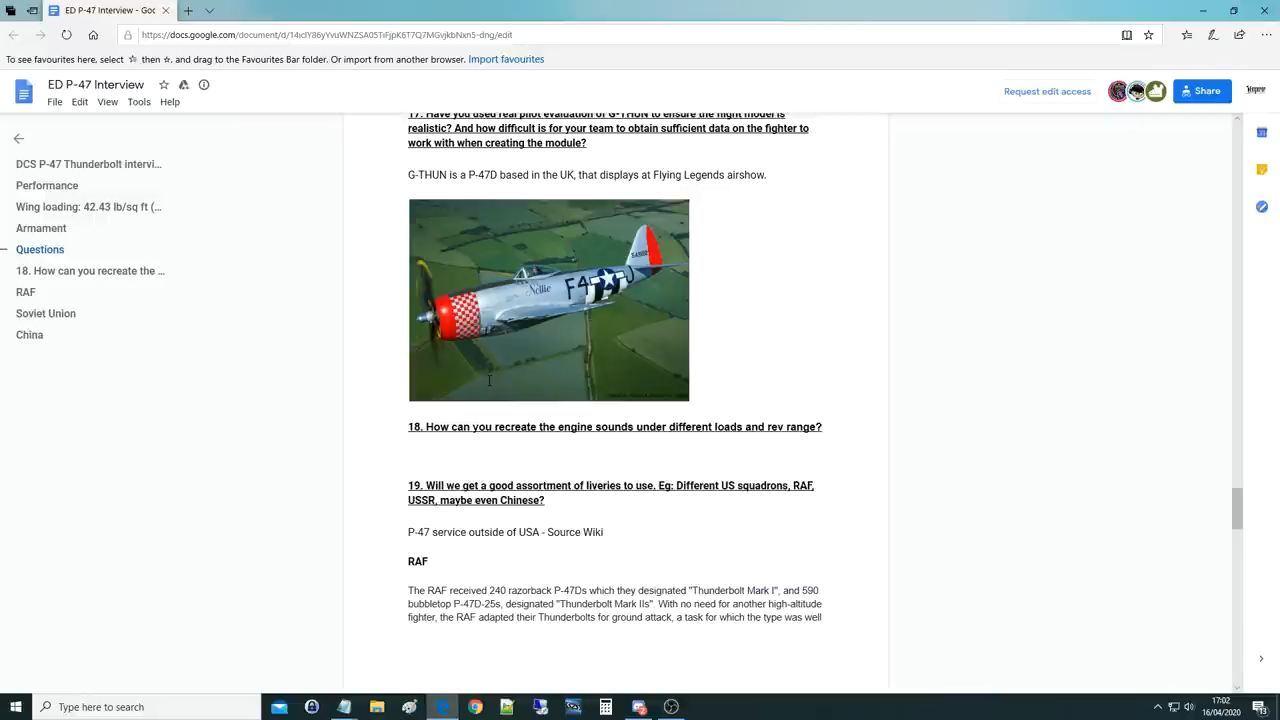 ED P-47 Interview - Goo
https://docs.google.com/document/d/14iclY86yYvuWNZSA05TiFjpK6T7Q7MGvjkbNxn5-dng/edit
To see favourites here, select then , and drag to the Favourites Bar folder. Or import from another browser. Import favourites
ED P-47 Interview
File Edit View Tools Help
Request edit access
Share
DCS P-47 Thunderbolt intervi...
Performance
Wing loading: 42.43 lb/sq ft (...
Armament
Questions
18. How can you recreate the ...
RAF
Soviet Union
China
17. Have you used real pilot evaluation of G-THUN to ensure the flight model is
realistic? And how difficult is for your team to obtain sufficient data on the fighter to
work with when creating the module?
G-THUN is a P-47D based in the UK, that displays at Flying Legends airshow.
Nellie
F4 J
18. How can you recreate the engine sounds under different loads and rev range?
19. Will we get a good assortment of liveries to use. Eg: Different US squadrons, RAF,
USSR, maybe even Chinese?
P-47 service outside of USA - Source Wiki
RAF
The RAF received 240 razorback P-47Ds which they designated "Thunderbolt Mark I", and 590
bubbletop P-47D-25s, designated "Thunderbolt Mark IIs". With no need for another high-altitude
fighter, the RAF adapted their Thunderbolts for ground attack, a task for which the type was well
Type here to search
17:02
16/04/2020